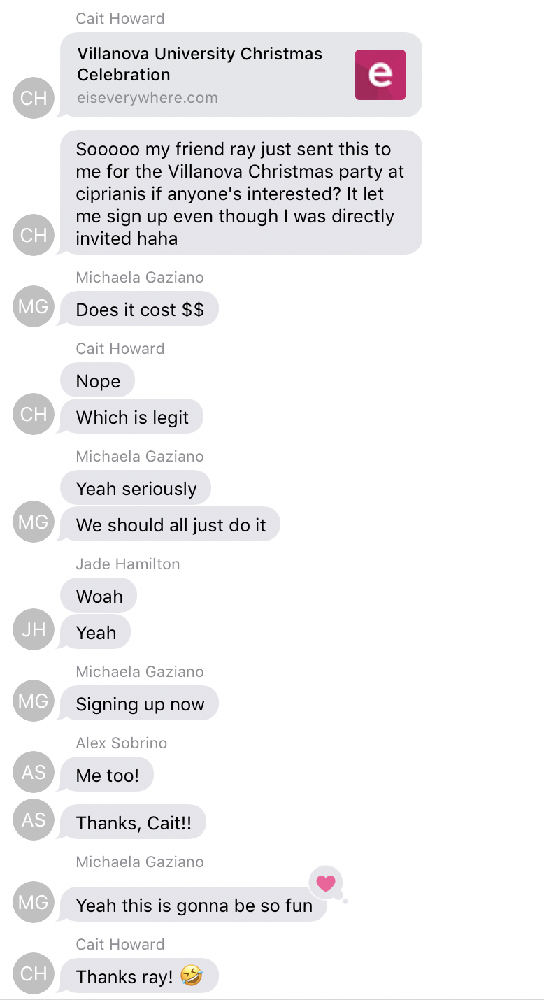 Cait Howard
Villanova University Christmas
Celebration
eiseverywhere.com
e
CH
Sooooo my friend ray just sent this to
me for the Villanova Christmas party at
ciprianis if anyone's interested? It let
me sign up even though I was directly
invited haha
CH
Michaela Gaziano
MG
Does it cost $$
Cait Howard
Nope
CH
Which is legit
Michaela Gaziano
Yeah seriously
MG
We should all just do it
Jade Hamilton
Woah
JH
Yeah
Michaela Gaziano
MG
Signing up now
Alex Sobrino
AS
Me too!
AS
Thanks, Cait!!
Michaela Gaziano
MG
Yeah this is gonna be so fun
Cait Howard
CH
Thanks ray! 🤣